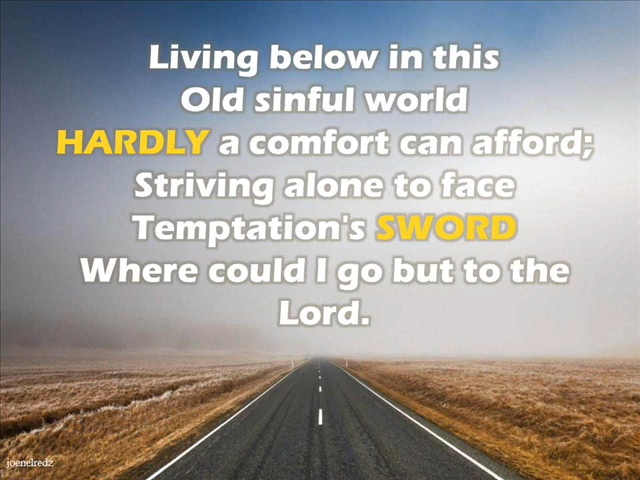 Living below in this
Old sinful world
HARDLY a comfort can afford;
Striving alone to face
Temptation's SWORD
Where could I go but to the
Lord.
joenelredz